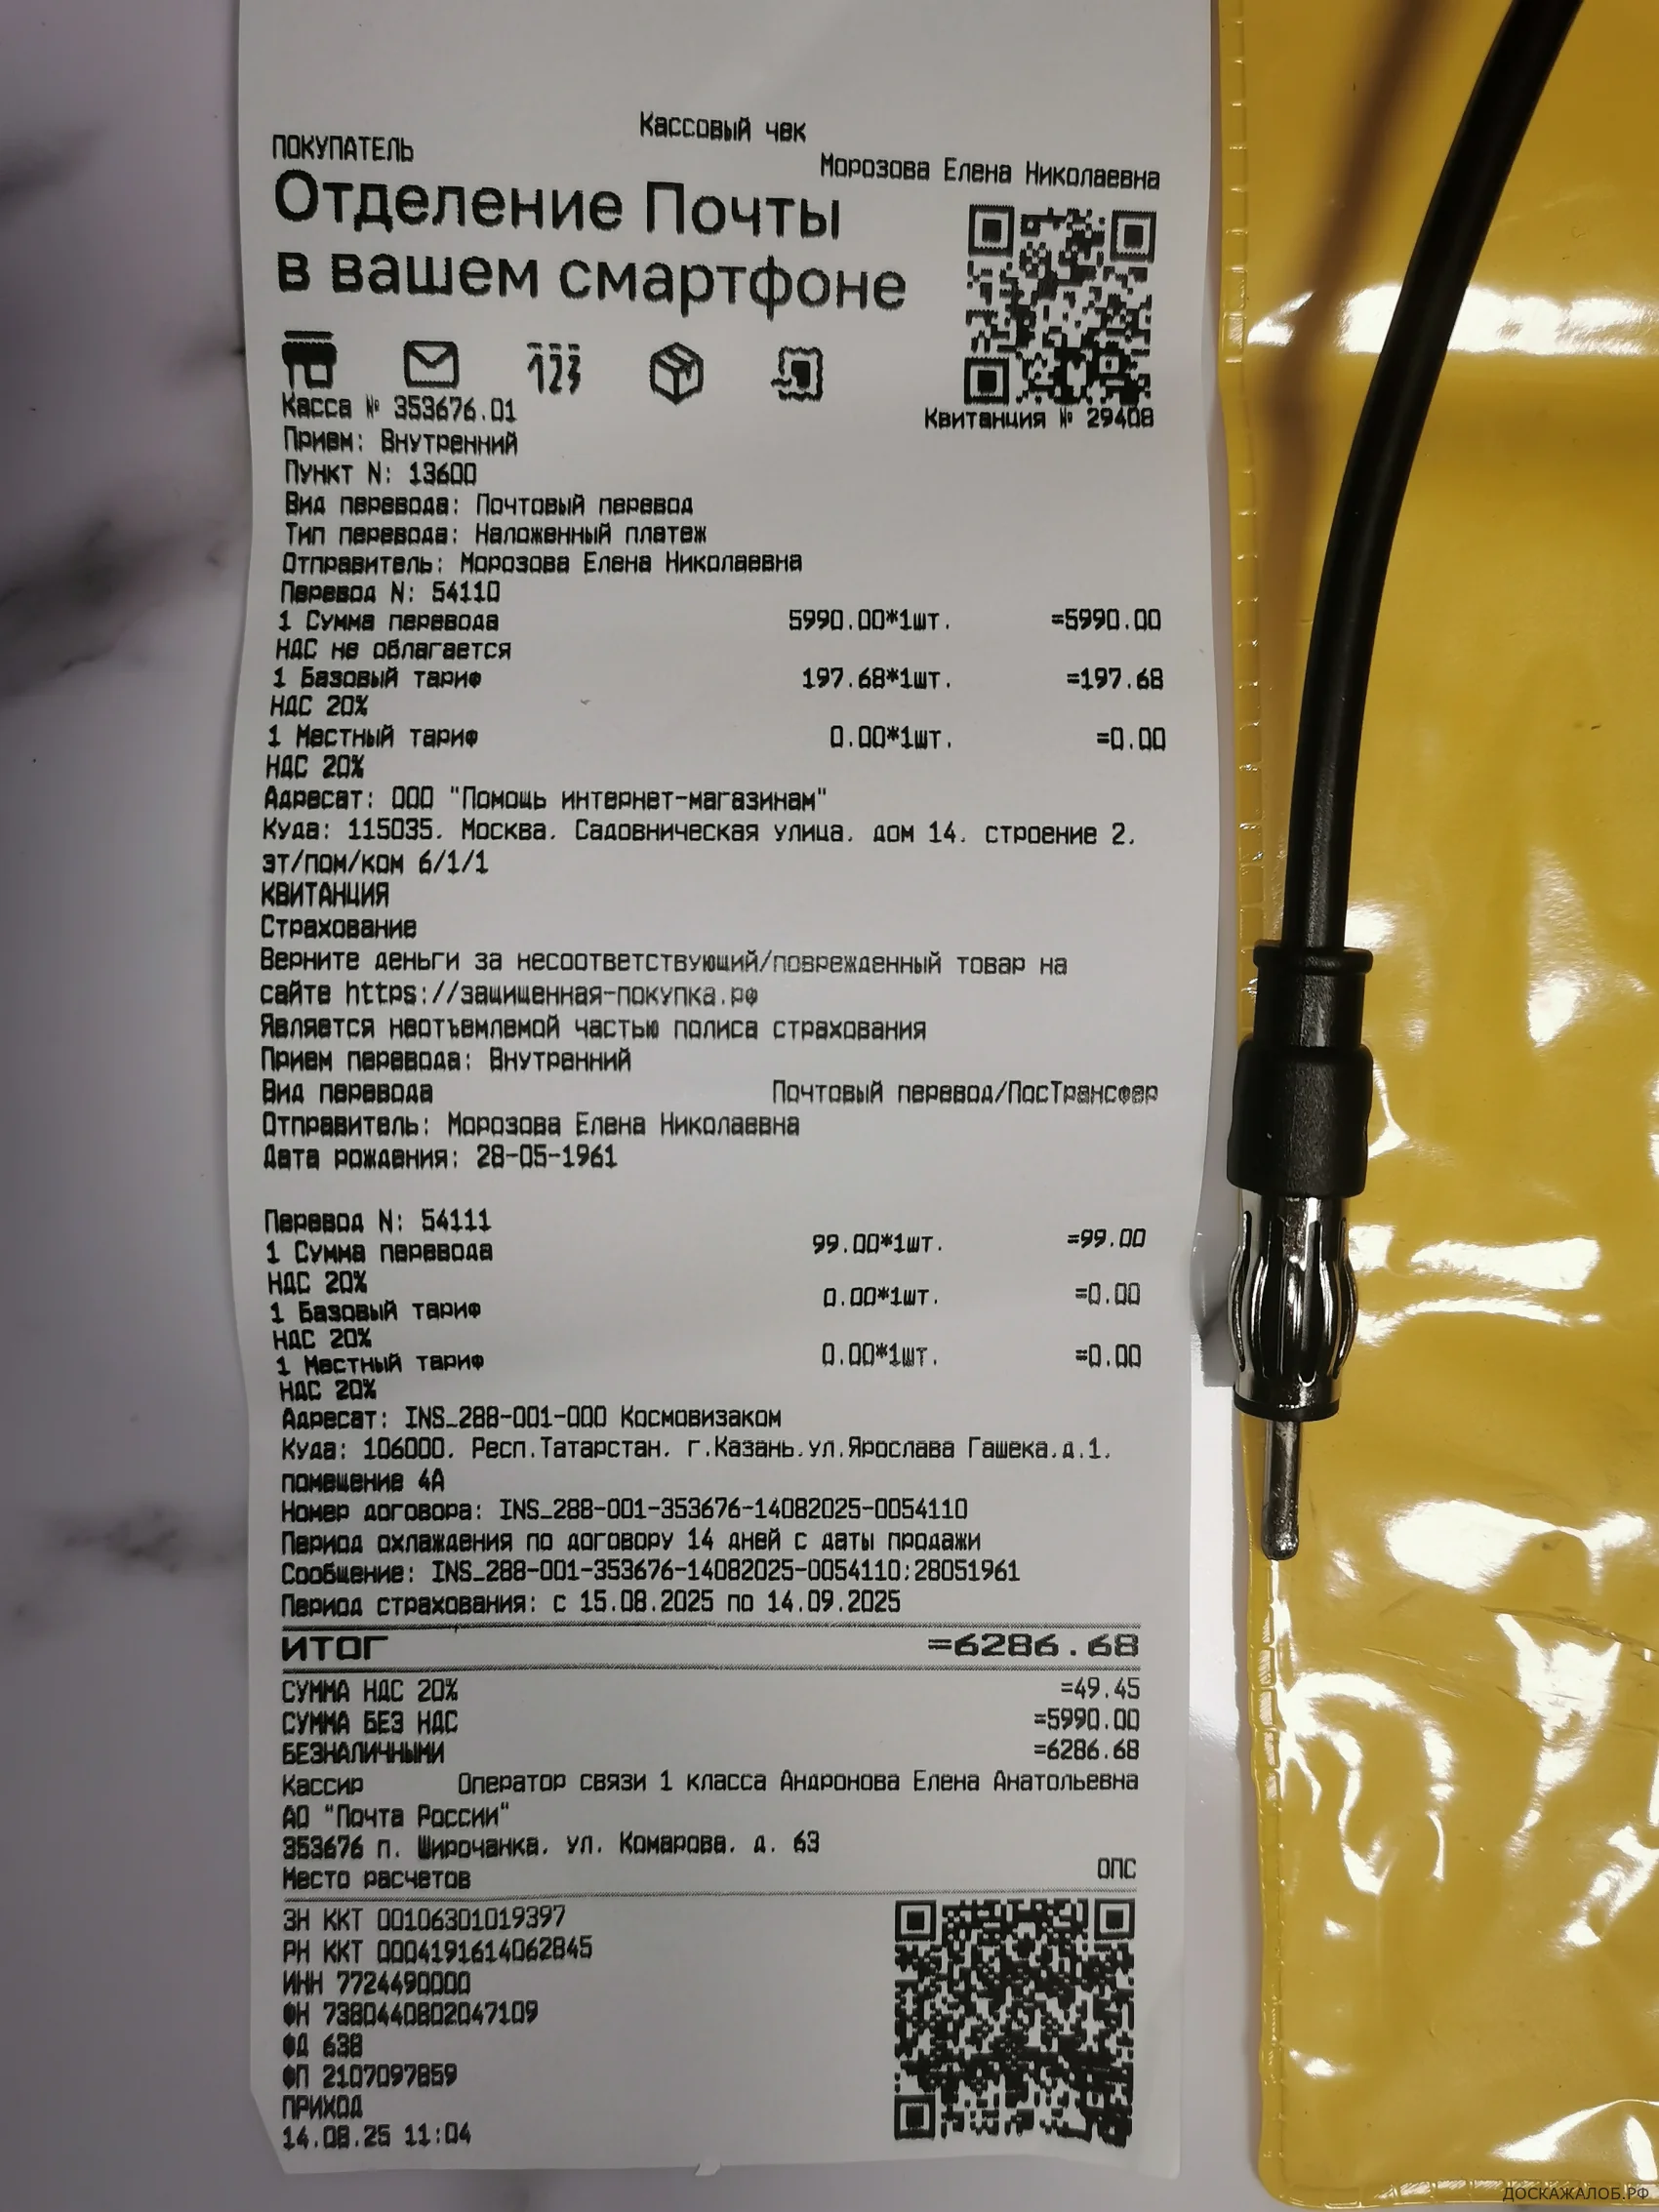 Кассовый чек
ПОКУПАТЕЛЬ
Морозова Елена Николаевна
Отделение Почты
в вашем смартфоне
123
Касса № 353676.01
Квитанция № 29408
Прием: Внутренний
Пункт N: 13600
Вид перевода: Почтовый перевод
Тип перевода: Наложенный платеж
Отправитель: Морозова Елена Николаевна
Перевод N: 54110
1 Сумма перевода 5990.00*1шт. =5990.00
НДС не облагается
1 Базовый тариф 197.68*1шт. =197.68
НДС 20%
1 Местный тариф 0.00*1шт. =0.00
НДС 20%
Адресат: ООО "Помощь интернет-магазинам"
Куда: 115035, Москва, Садовническая улица, дом 14, строение 2,
эт/пом/ком 6/1/1
КВИТАНЦИЯ
Страхование
Верните деньги за несоответствующий/поврежденный товар на
сайте https://защищенная-покупка.рф
Является неотъемлемой частью полиса страхования
Прием перевода: Внутренний
Вид перевода Почтовый перевод/ПосТрансфер
Отправитель: Морозова Елена Николаевна
Дата рождения: 28-05-1961
Перевод N: 54111
1 Сумма перевода 99.00*1шт. =99.00
НДС 20%
1 Базовый тариф 0.00*1шт. =0.00
НДС 20%
1 Местный тариф 0.00*1шт. =0.00
НДС 20%
Адресат: INS_288-001-000 Космовизаком
Куда: 106000, Респ.Татарстан, г.Казань,ул.Ярослава Гашека,д.1,
помещение 4А
Номер договора: INS_288-001-353676-14082025-0054110
Период охлаждения по договору 14 дней с даты продажи
Сообщение: INS_288-001-353676-14082025-0054110;28051961
Период страхования: с 15.08.2025 по 14.09.2025
ИТОГ =6286.68
СУММА НДС 20% =49.45
СУММА БЕЗ НДС =5990.00
БЕЗНАЛИЧНЫМИ =6286.68
Кассир Оператор связи 1 класса Андронова Елена Анатольевна
АО "Почта России"
353676 п. Широчанка, ул. Комарова, д. 63
Место расчетов ОПС
ЗН ККТ 00106301019397
РН ККТ 0004191614062845
ИНН 7724490000
ФН 7380440802047109
ФД 638
ФП 2107097859
ПРИХОД
14.08.25 11:04
ДОСКАЖАЛОБ.РФ